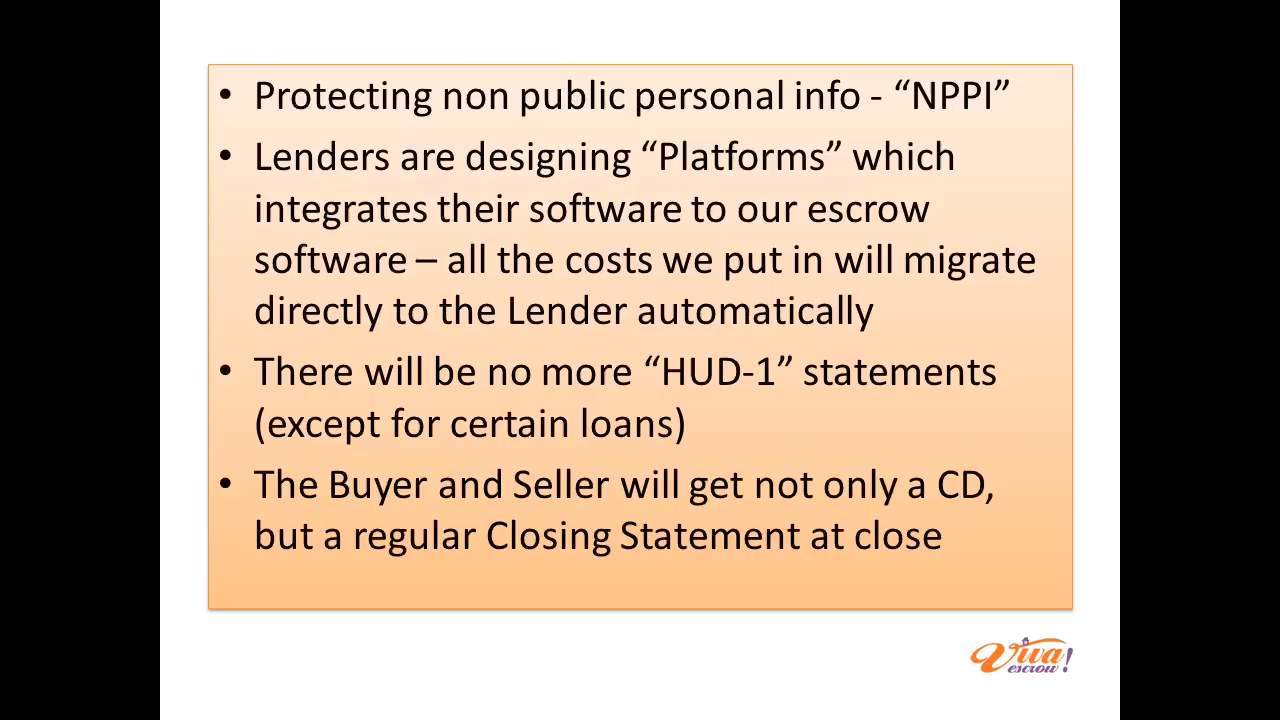 • Protecting non public personal info - “NPPI”
• Lenders are designing “Platforms” which
integrates their software to our escrow
software – all the costs we put in will migrate
directly to the Lender automatically
• There will be no more “HUD-1” statements
(except for certain loans)
• The Buyer and Seller will get not only a CD,
but a regular Closing Statement at close
Viva!
escrow